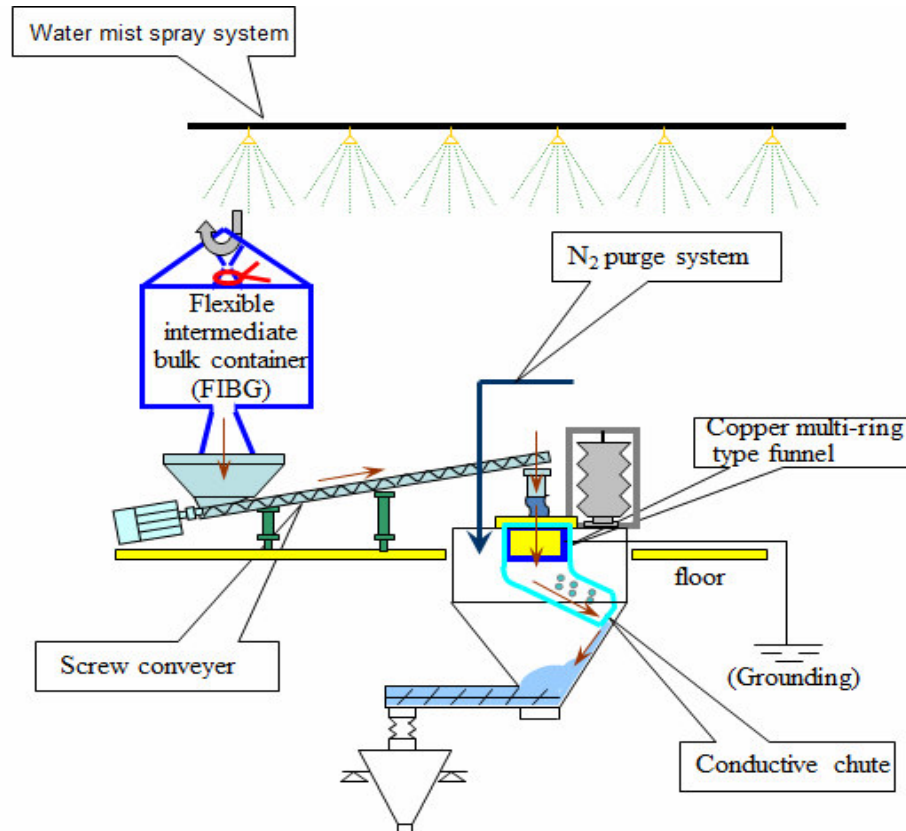 Water mist spray system
N2 purge system
Flexible
intermediate
bulk container
(FIBG)
Copper multi-ring
type funnel
floor
Screw conveyer
(Grounding)
Conductive chute